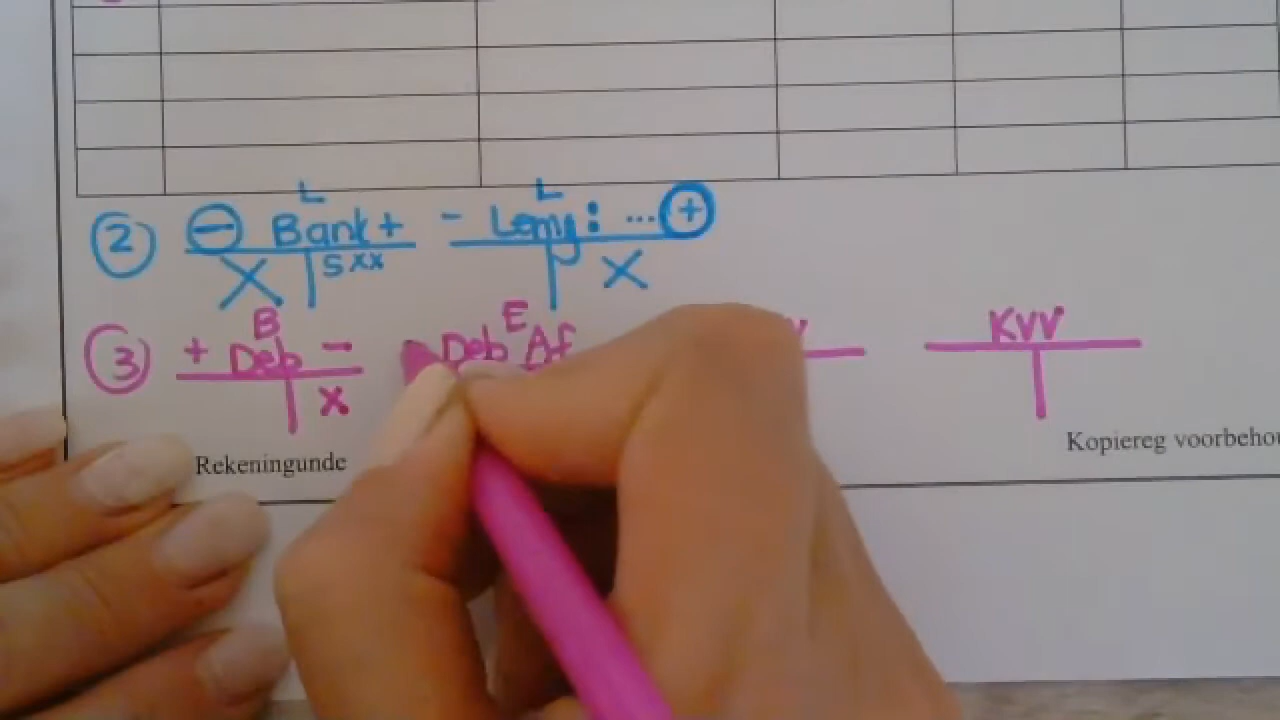 L L
② ⊖ Bank + - Leng: ... ⊕
X S xx X
B E
③ + Deb - Deb Af KVV
X
Rekeningunde Kopiereg voorbehou